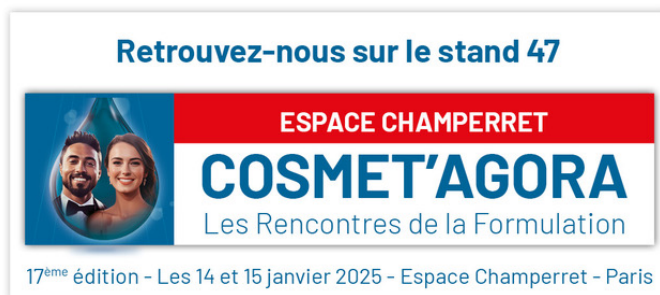 Retrouvez-nous sur le stand 47
ESPACE CHAMPERRET
COSMET'AGORA
Les Rencontres de la Formulation
17ème édition - Les 14 et 15 janvier 2025 - Espace Champerret - Paris